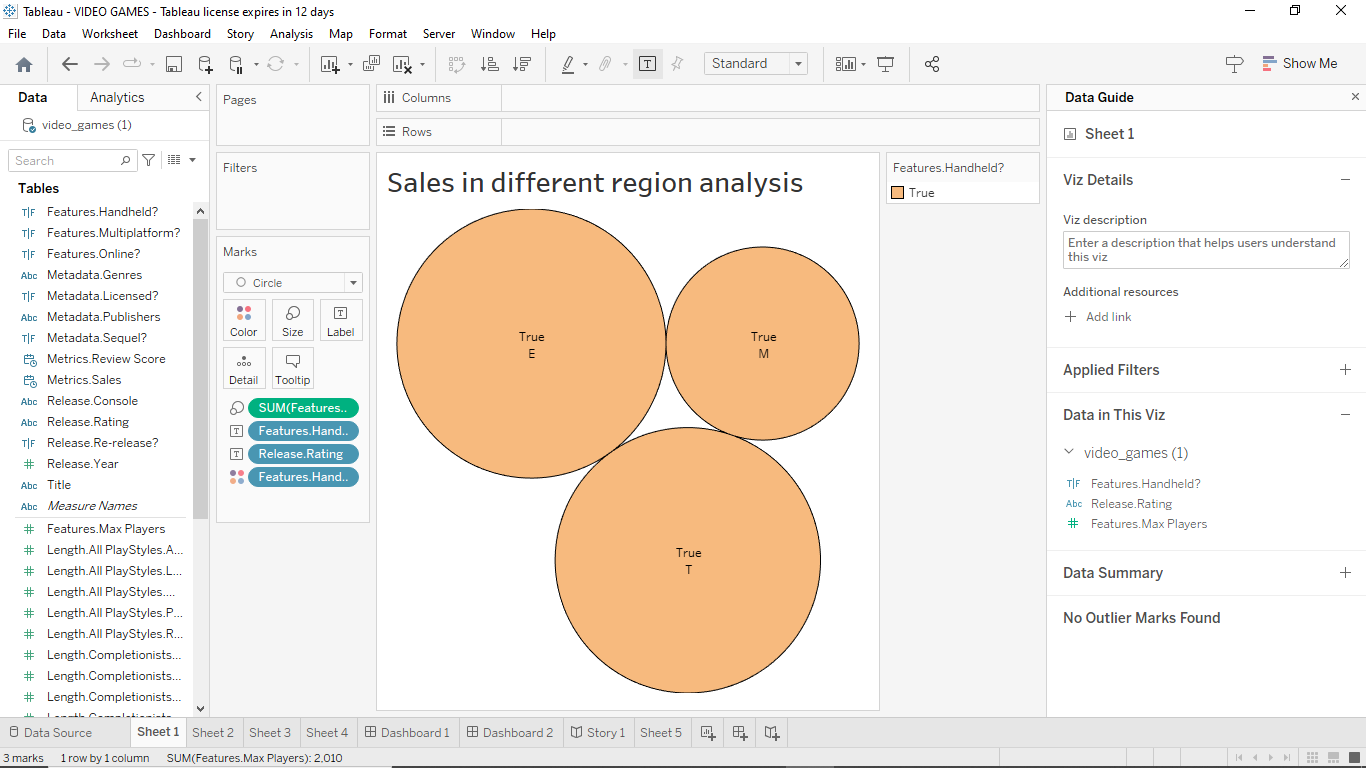 Tableau - VIDEO GAMES - Tableau license expires in 12 days
File Data Worksheet Dashboard Story Analysis Map Format Server Window Help
Standard
Show Me
Data Analytics
video_games (1)
Search
Tables
Features.Handheld?
Features.Multiplatform?
Features.Online?
Abc Metadata.Genres
Metadata.Licensed?
Abc Metadata.Publishers
Metadata.Sequel?
Metrics.Review Score
Metrics.Sales
Abc Release.Console
Abc Release.Rating
Release.Re-release?
# Release.Year
Abc Title
Abc Measure Names
# Features.Max Players
# Length.All PlayStyles.A...
# Length.All PlayStyles.L...
# Length.All PlayStyles....
# Length.All PlayStyles.P...
# Length.All PlayStyles.R...
# Length.Completionists...
# Length.Completionists...
# Length.Completionists...
Pages
Filters
Marks
Circle
Color Size Label
Detail Tooltip
SUM(Features..
Features.Hand..
Release.Rating
Features.Hand..
Columns
Rows
Sales in different region analysis
True
E
True
M
True
T
Features.Handheld?
True
Data Guide
Sheet 1
Viz Details
Viz description
Enter a description that helps users understand
this viz
Additional resources
Add link
Applied Filters
Data in This Viz
video_games (1)
T|F Features.Handheld?
Abc Release.Rating
# Features.Max Players
Data Summary
No Outlier Marks Found
Data Source Sheet 1 Sheet 2 Sheet 3 Sheet 4 Dashboard 1 Dashboard 2 Story 1 Sheet 5
3 marks 1 row by 1 column SUM(Features.Max Players): 2,010